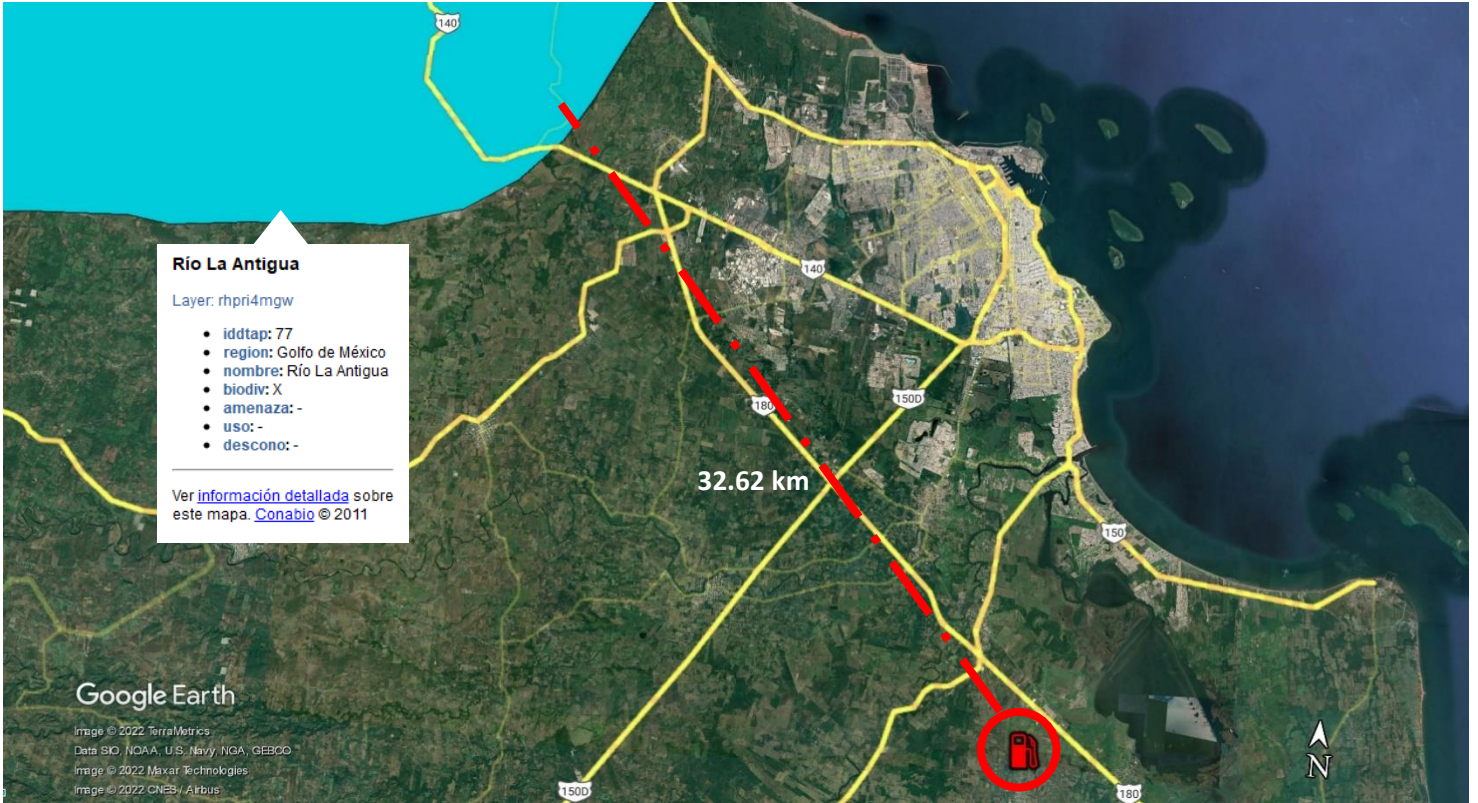 140
Río La Antigua
Layer: rhpri4mgw
iddtap: 77
region: Golfo de México
nombre: Río La Antigua
biodiv: X
amenaza: -
uso: -
descono: -
Ver información detallada sobre
este mapa. Conabio © 2011
140
180
150D
32.62 km
150
Google Earth
Image © 2022 TerraMetrics
Data SIO, NOAA, U.S. Navy, NGA, GEBCO
Image © 2022 Maxar Technologies
Image © 2022 CNES / Airbus
N
150D
180